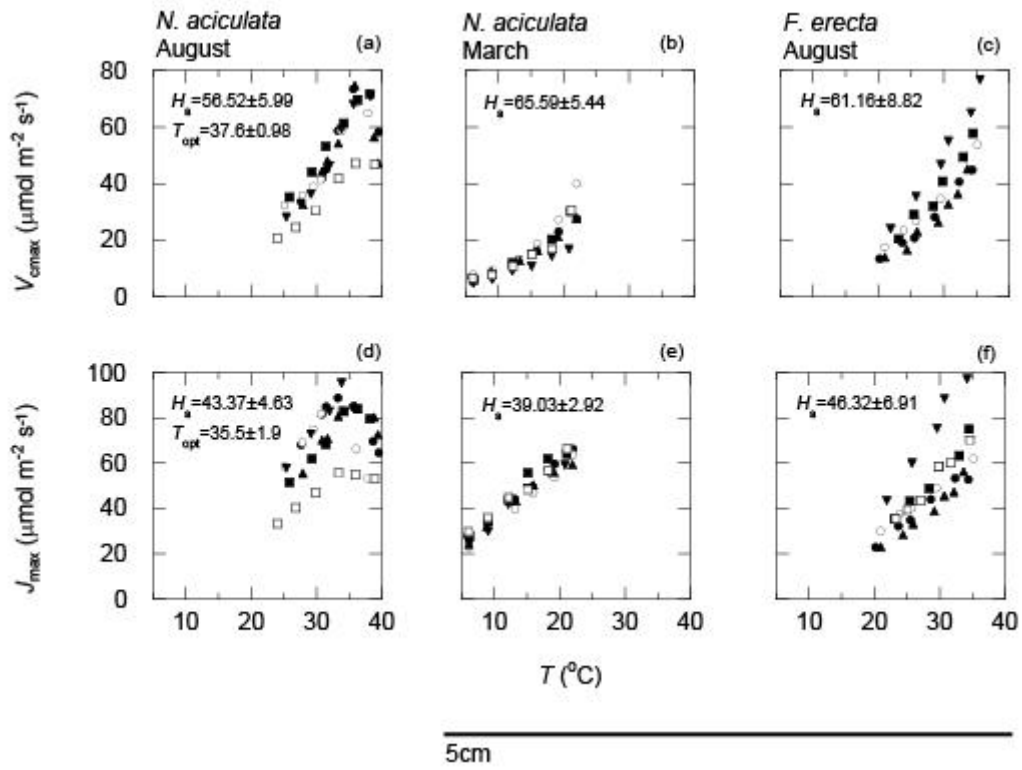 N. aciculata
August
(a)
N. aciculata
March
(b)
F. erecta
August
(c)
Vcmax (μmol m-2 s-1)
80
60
40
20
0
Ha=56.52±5.99
Topt=37.6±0.98
Ha=65.59±5.44
Ha=61.16±8.82
(d)
(e)
(f)
Jmax (μmol m-2 s-1)
100
80
60
40
20
0
Ha=43.37±4.63
Topt=35.5±1.9
Ha=39.03±2.92
Ha=46.32±6.91
10 20 30 40
10 20 30 40
10 20 30 40
T (oC)
5cm